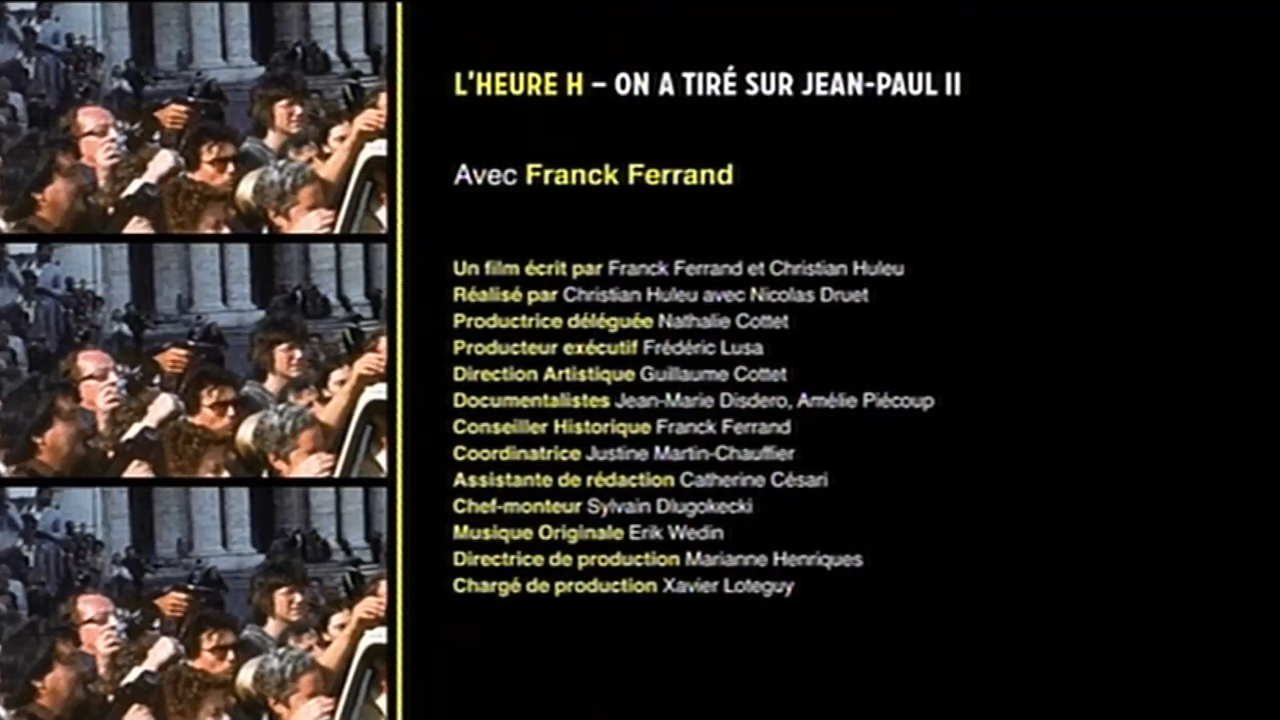 L'HEURE H – ON A TIRÉ SUR JEAN-PAUL II
Avec Franck Ferrand
Un film écrit par Franck Ferrand et Christian Huleu
Réalisé par Christian Huleu avec Nicolas Druet
Productrice déléguée Nathalie Cottet
Producteur exécutif Frédéric Lusa
Direction Artistique Guillaume Cottet
Documentalistes Jean-Marie Disdero, Amélie Piécoup
Conseiller Historique Franck Ferrand
Coordinatrice Justine Martin-Chauffier
Assistante de rédaction Catherine Césari
Chef-monteur Sylvain Dlugokecki
Musique Originale Erik Wedin
Directrice de production Marianne Henriques
Chargé de production Xavier Loteguy